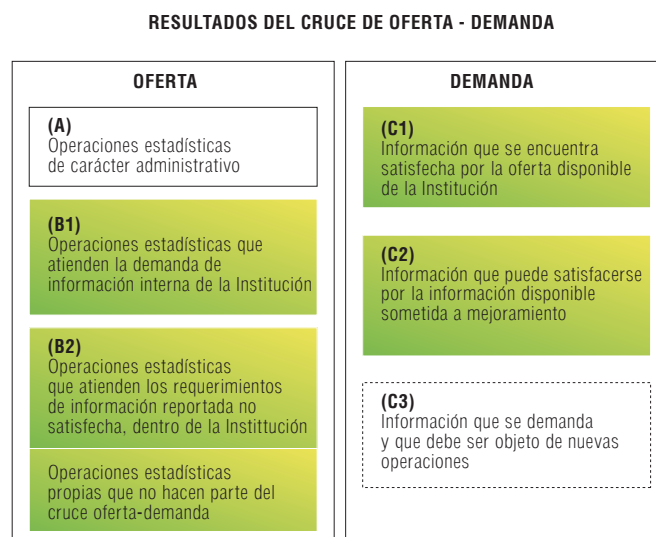 RESULTADOS DEL CRUCE DE OFERTA - DEMANDA
OFERTA
(A)
Operaciones estadísticas
de carácter administrativo
(B1)
Operaciones estadísticas que
atienden la demanda de
información interna de la Institución
(B2)
Operaciones estadísticas
que atienden los requerimientos
de información reportada no
satisfecha, dentro de la Instittución
Operaciones estadísticas
propias que no hacen parte del
cruce oferta-demanda
DEMANDA
(C1)
Información que se encuentra
satisfecha por la oferta disponible
de la Institución
(C2)
Información que puede satisfacerse
por la información disponible
sometida a mejoramiento
(C3)
Información que se demanda
y que debe ser objeto de nuevas
operaciones